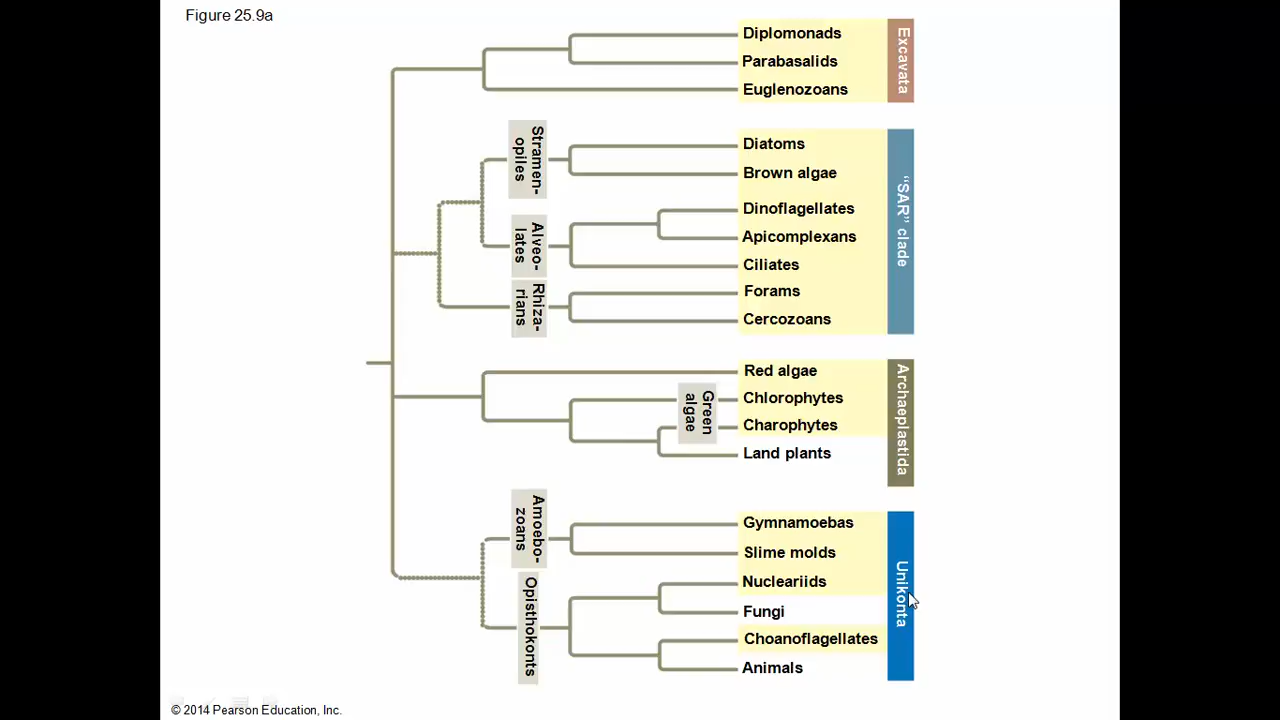 Figure 25.9a
Diplomonads
Parabasalids
Euglenozoans
Excavata
Stramen-
opiles
Diatoms
Brown algae
Alveo-
lates
Dinoflagellates
Apicomplexans
Ciliates
Rhiza-
rians
Forams
Cercozoans
“SAR” clade
Red algae
Green
algae
Chlorophytes
Charophytes
Land plants
Archaeplastida
Amoebo-
zoans
Gymnamoebas
Slime molds
Opisthokonts
Nucleariids
Fungi
Choanoflagellates
Animals
Unikonta
© 2014 Pearson Education, Inc.